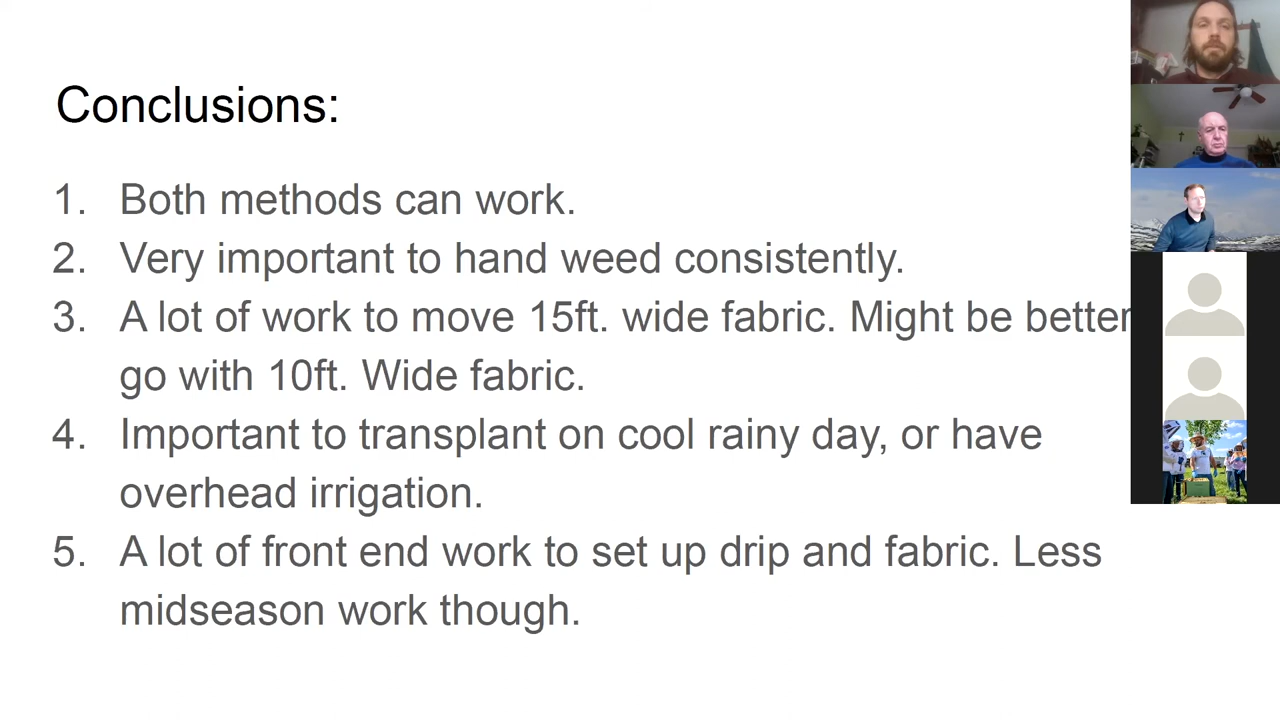 Conclusions:
1. Both methods can work.
2. Very important to hand weed consistently.
3. A lot of work to move 15ft. wide fabric. Might be better
go with 10ft. Wide fabric.
4. Important to transplant on cool rainy day, or have
overhead irrigation.
5. A lot of front end work to set up drip and fabric. Less
midseason work though.